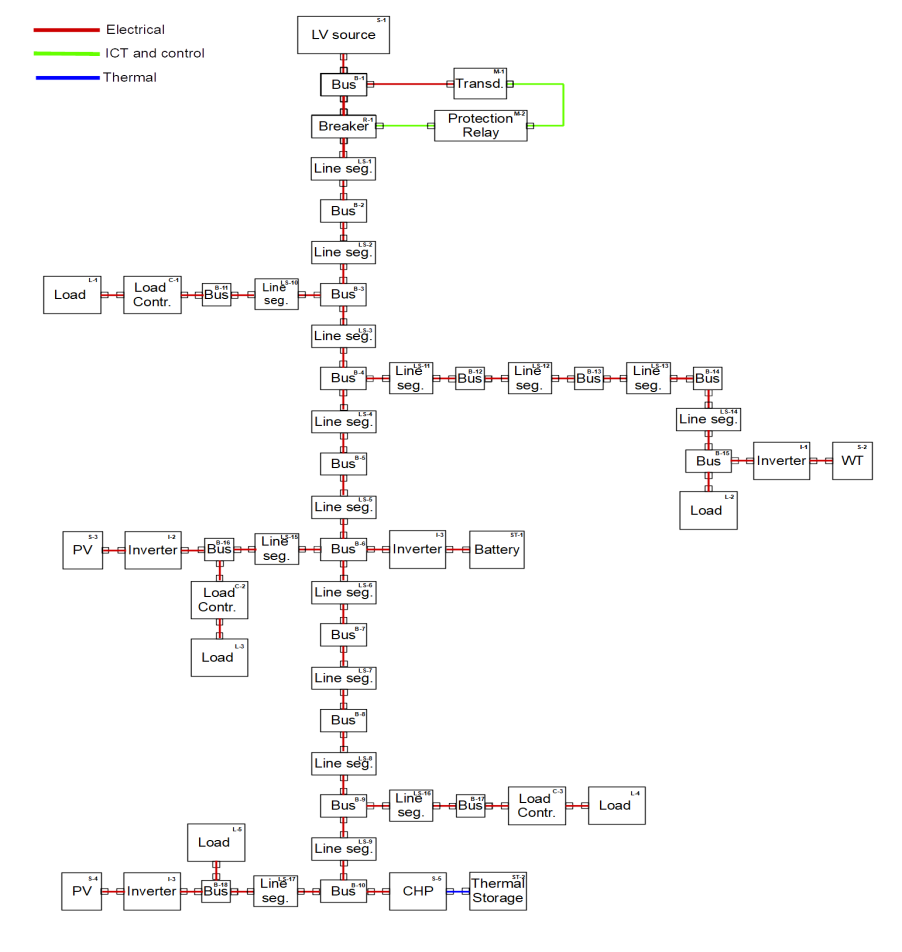 Electrical
ICT and control
Thermal
S-1
LV source
B-1
Bus
M-1
Transd.
R-1
Breaker
M-2
Protection
Relay
LS-1
Line seg.
B-2
Bus
LS-2
Line seg.
L-1
Load
C-1
Load
Contr.
B-11
Bus
LS-10
Line
seg.
B-3
Bus
LS-3
Line seg.
B-4
Bus
LS-11
Line
seg.
B-12
Bus
LS-12
Line
seg.
B-13
Bus
LS-13
Line
seg.
B-14
Bus
LS-4
Line seg.
LS-14
Line seg.
B-5
Bus
B-15
Bus
I-1
Inverter
S-2
WT
LS-5
Line seg.
L-2
Load
S-3
PV
I-2
Inverter
B-16
Bus
LS-15
Line
seg.
B-6
Bus
I-3
Inverter
ST-1
Battery
C-2
Load
Contr.
LS-6
Line seg.
B-7
Bus
L-3
Load
LS-7
Line seg.
B-8
Bus
LS-8
Line seg.
B-9
Bus
LS-16
Line
seg.
B-17
Bus
C-3
Load
Contr.
L-4
Load
L-5
Load
LS-9
Line seg.
S-4
PV
I-3
Inverter
B-18
Bus
LS-17
Line
seg.
B-10
Bus
S-5
CHP
ST-2
Thermal
Storage